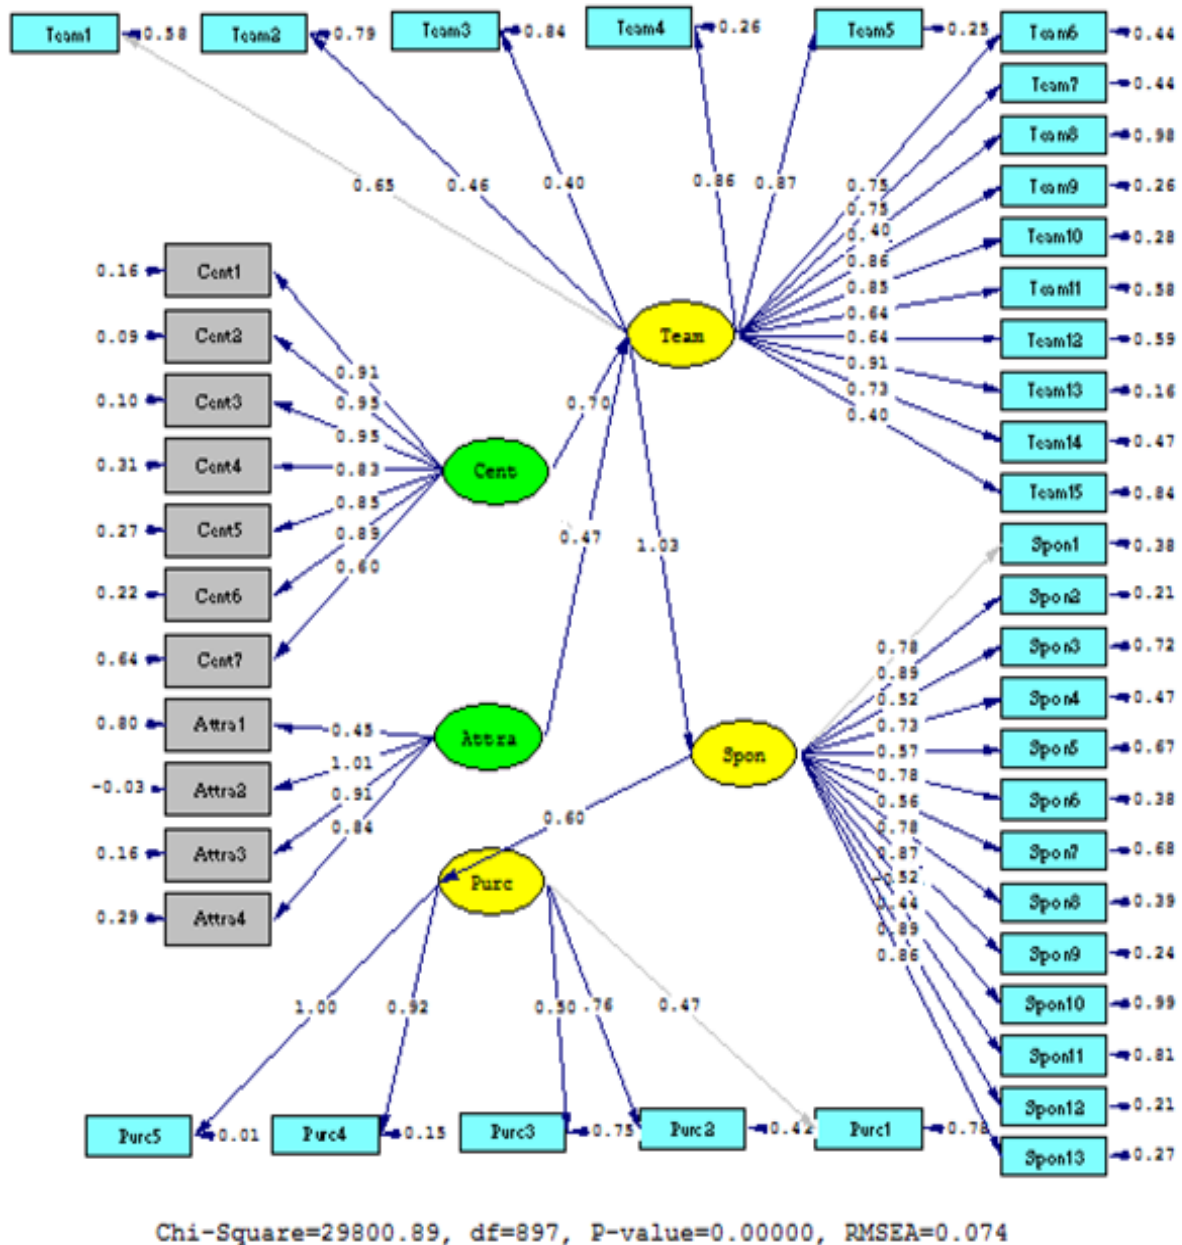 Team1 0.58 Team2 0.79 Team3 0.84 Team4 0.26 Team5 0.25 Team6 0.44
Team7 0.44
Team8 0.98
Team9 0.26
Team10 0.28
Team11 0.58
Team12 0.59
Team13 0.16
Team14 0.47
Team15 0.84
0.65 0.46 0.40 0.86 0.87 0.75
0.75
0.40
0.86
0.85
0.64
0.64
0.91
0.73
0.40
Team
0.16 Cent1
0.09 Cent2
0.10 Cent3
0.31 Cent4
0.27 Cent5
0.22 Cent6
0.64 Cent7
0.91
0.95
0.95
0.83
0.85
0.89
0.60
Cent
0.70
0.47 1.03
0.80 Attra1
-0.03 Attra2
0.16 Attra3
0.29 Attra4
0.45
1.01
0.91
0.84
Attra
Spon
0.60
Purc
Spon1 0.38
Spon2 0.21
Spon3 0.72
Spon4 0.47
Spon5 0.67
Spon6 0.38
Spon7 0.68
Spon8 0.39
Spon9 0.24
Spon10 0.99
Spon11 0.81
Spon12 0.21
Spon13 0.27
0.78
0.89
0.52
0.73
0.57
0.78
0.56
0.78
0.87
0.44
0.89
0.86
1.00 0.92 0.50 .76 0.47
Purc5 0.01 Purc4 0.15 Purc3 0.75 Purc2 0.42 Purc1 0.78
Chi-Square=29800.89, df=897, P-value=0.00000, RMSEA=0.074